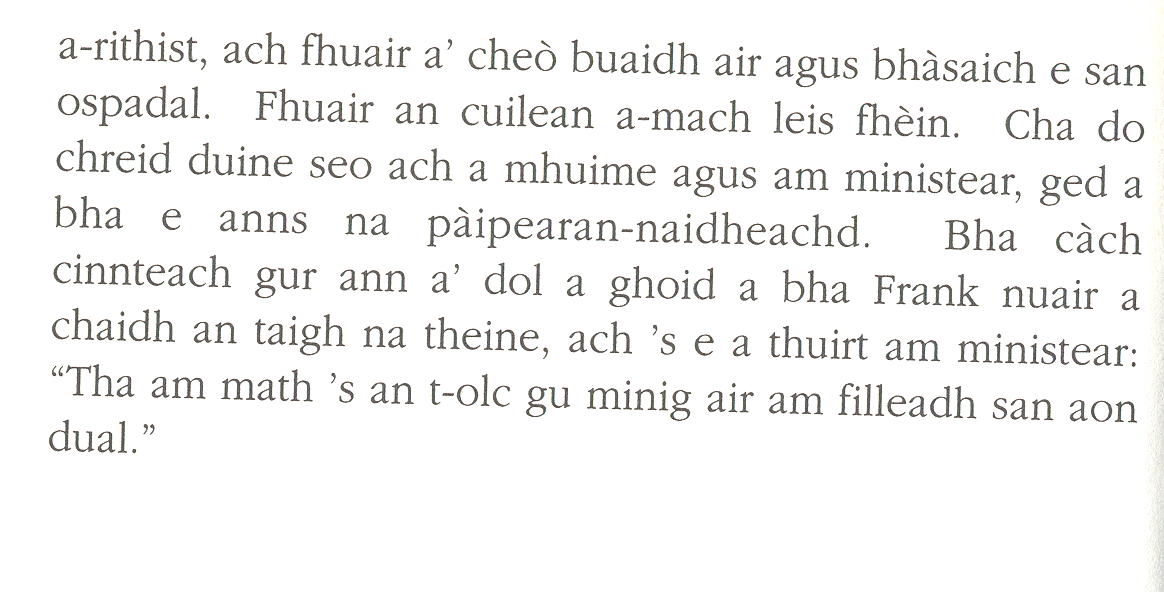 a-rithist, ach fhuair a’ cheò buaidh air agus bhàsaich e san
ospadal. Fhuair an cuilean a-mach leis fhèin. Cha do
chreid duine seo ach a mhuime agus am ministear, ged a
bha e anns na pàipearan-naidheachd. Bha càch
cinnteach gur ann a’ dol a ghoid a bha Frank nuair a
chaidh an taigh na theine, ach ’s e a thuirt am ministear:
“Tha am math ’s an t-olc gu minig air am filleadh san aon
dual.”